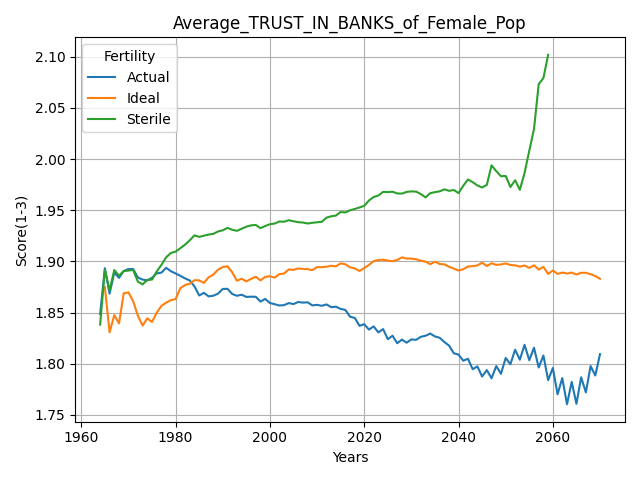 Average_TRUST_IN_BANKS_of_Female_Pop
Fertility
Actual
Ideal
Sterile
Score(1-3)
2.10
2.05
2.00
1.95
1.90
1.85
1.80
1.75
1960 1980 2000 2020 2040 2060
Years